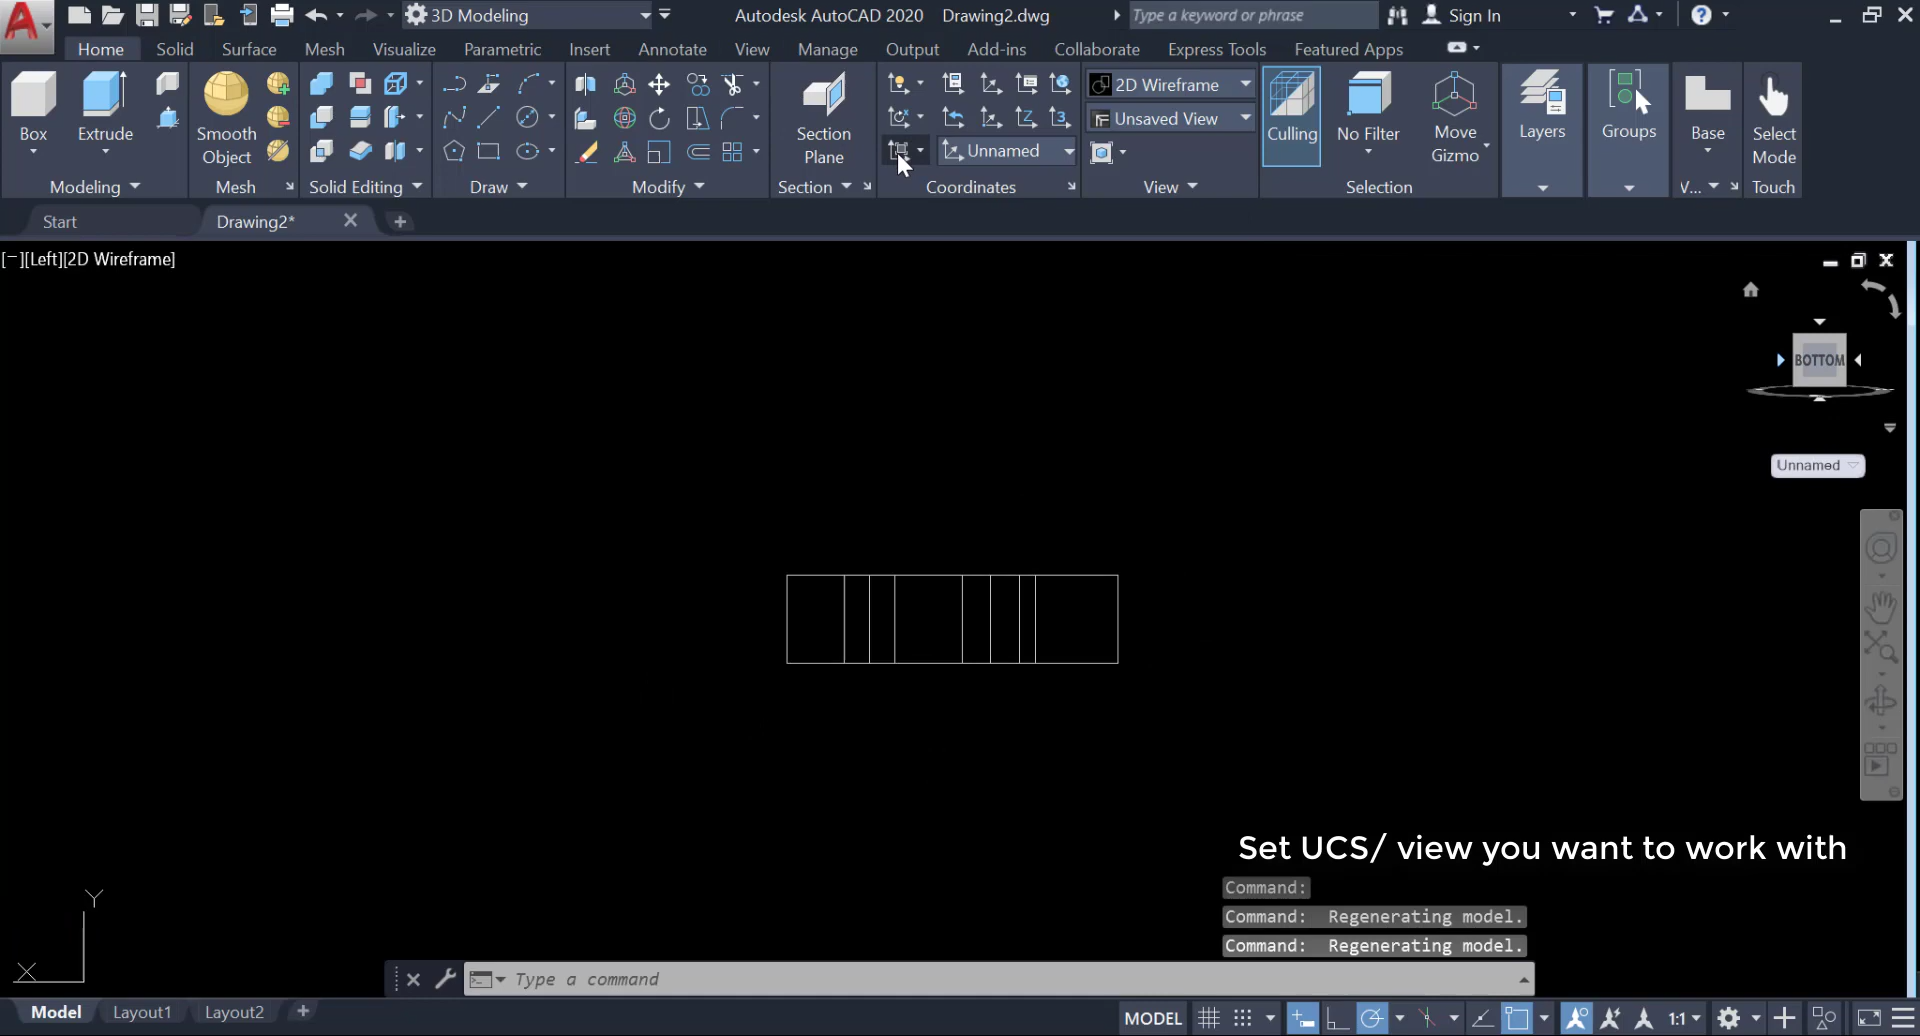 3D Modeling
Autodesk AutoCAD 2020 Drawing2.dwg
Type a keyword or phrase
Sign In
Home Solid Surface Mesh Visualize Parametric Insert Annotate View Manage Output Add-ins Collaborate Express Tools Featured Apps
Box
Extrude
Smooth
Object
Section
Plane
Unnamed
2D Wireframe
Unsaved View
Culling
No Filter
Move
Gizmo
Layers
Groups
Base
Select
Mode
Modeling Mesh Solid Editing Draw Modify Section Coordinates View Selection V... Touch
Start Drawing2*
[−][Left][2D Wireframe]
BOTTOM
Unnamed
Set UCS/ view you want to work with
Command:
Command: Regenerating model.
Command: Regenerating model.
Type a command
Y
X
Model Layout1 Layout2
MODEL
1:1